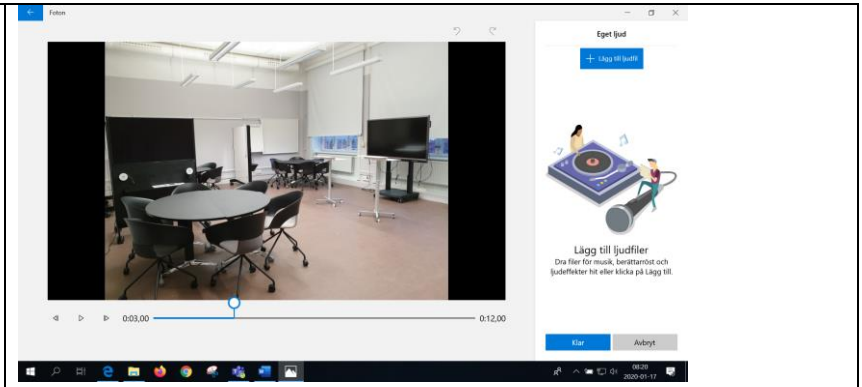 Foton
Eget ljud
+ Lägg till ljudfil
Lägg till ljudfiler
Dra filer för musik, berättarröst och
ljudeffekter hit eller klicka på Lägg till.
0:03,00
0:12,00
Klar
Avbryt
08:20
2020-01-17